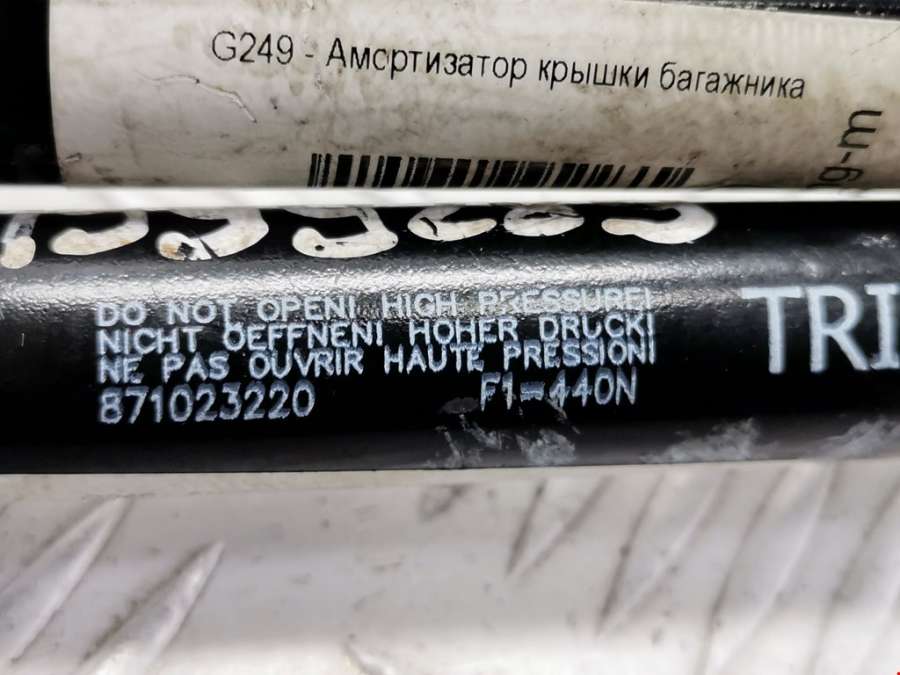 G249 - Амортизатор крышки багажника
ng-m
DO NOT OPEN! HIGH PRESSURE!
NICHT OEFFNEN! HOHER DRUCK!
NE PAS OUVRIR HAUTE PRESSION!
871023220 F1=440N
TRI